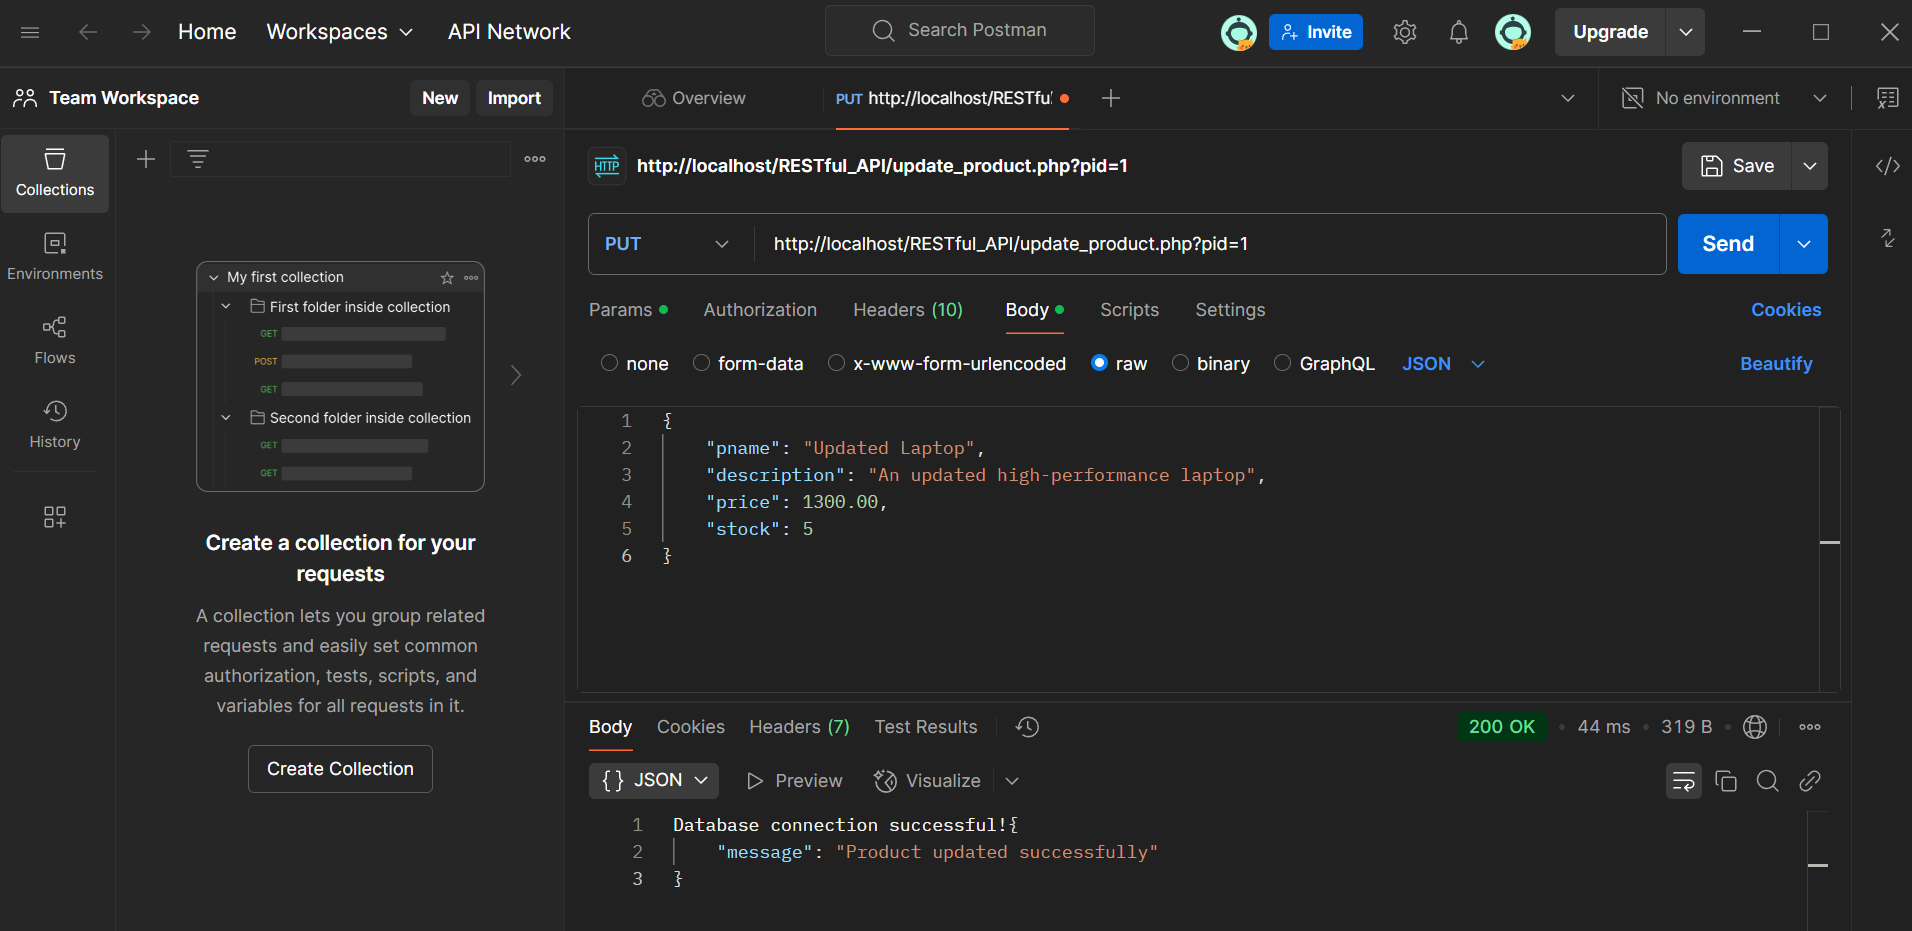 Home Workspaces API Network Search Postman Invite Upgrade
Team Workspace New Import
Overview PUT http://localhost/RESTful No environment
Collections
Environments
Flows
History
My first collection
First folder inside collection
GET
POST
GET
Second folder inside collection
GET
GET
Create a collection for your
requests
A collection lets you group related
requests and easily set common
authorization, tests, scripts, and
variables for all requests in it.
Create Collection
HTTP http://localhost/RESTful_API/update_product.php?pid=1 Save
PUT http://localhost/RESTful_API/update_product.php?pid=1 Send
Params Authorization Headers (10) Body Scripts Settings Cookies
none form-data x-www-form-urlencoded raw binary GraphQL JSON Beautify
1 {
2 "pname": "Updated Laptop",
3 "description": "An updated high-performance laptop",
4 "price": 1300.00,
5 "stock": 5
6 }
Body Cookies Headers (7) Test Results 200 OK • 44 ms • 319 B •
{} JSON Preview Visualize
1 Database connection successful!{
2 "message": "Product updated successfully"
3 }